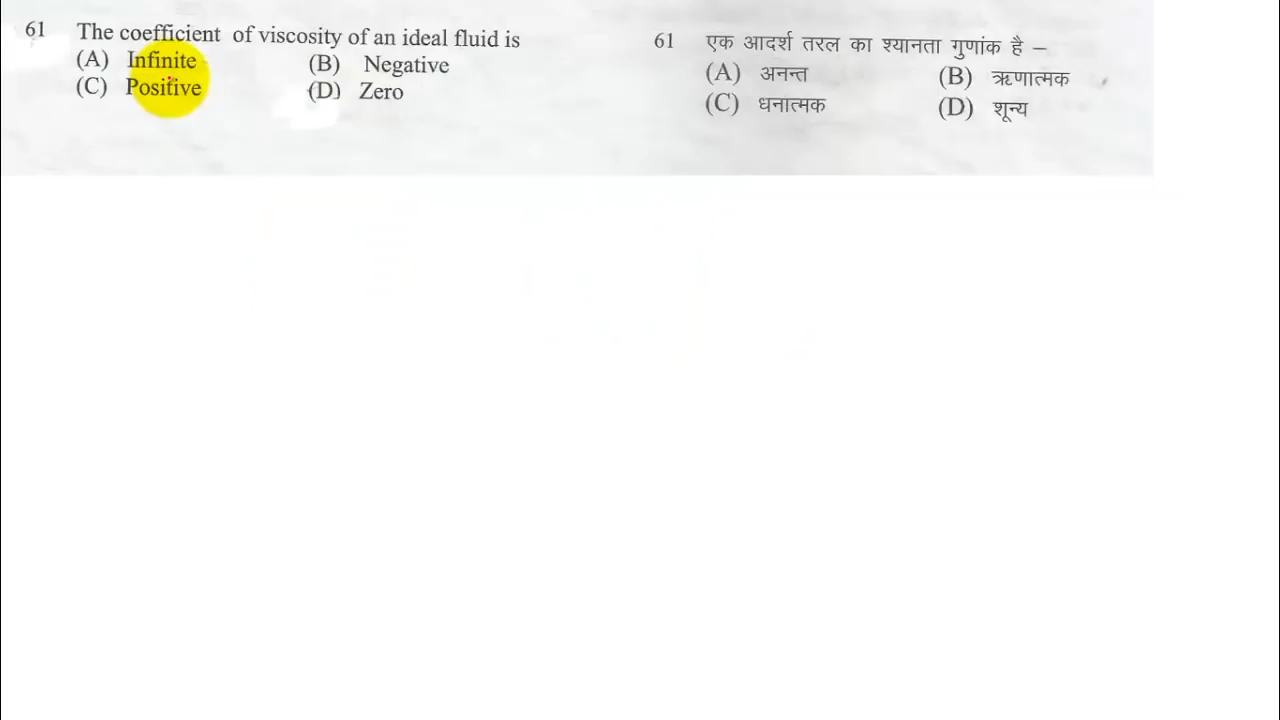 61 The coefficient of viscosity of an ideal fluid is
(A) Infinite (B) Negative
(C) Positive (D) Zero
61 एक आदर्श तरल का श्यानता गुणांक है –
(A) अनन्त (B) ऋणात्मक
(C) धनात्मक (D) शून्य